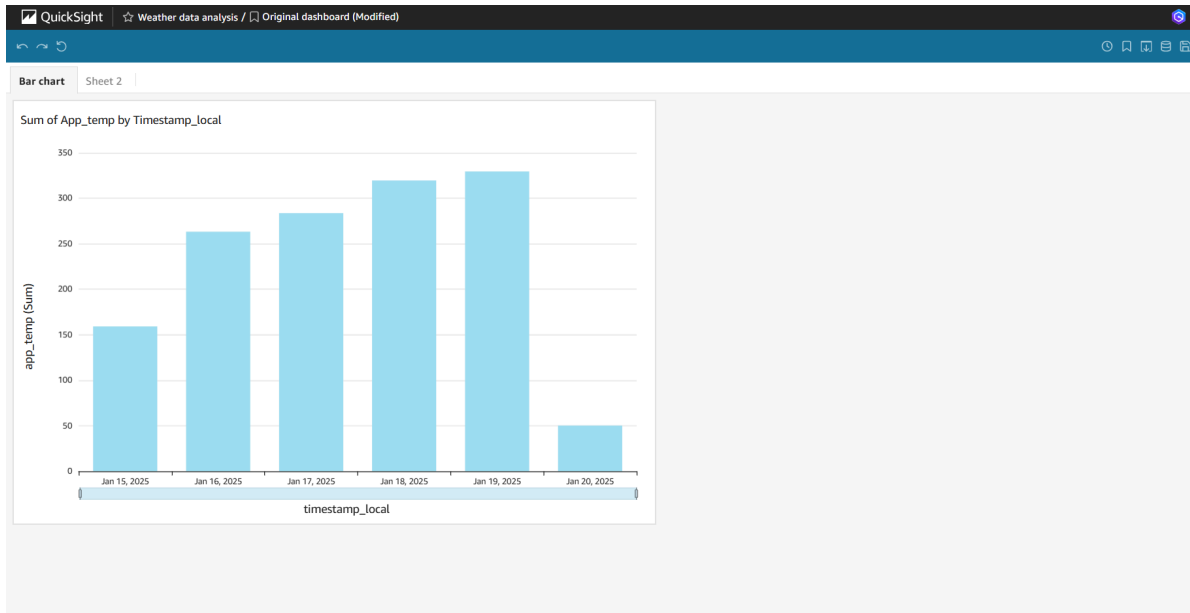 QuickSight Weather data analysis / Original dashboard (Modified)
Bar chart Sheet 2
Sum of App_temp by Timestamp_local
350
300
250
200
150
100
50
0
app_temp (Sum)
Jan 15, 2025 Jan 16, 2025 Jan 17, 2025 Jan 18, 2025 Jan 19, 2025 Jan 20, 2025
timestamp_local